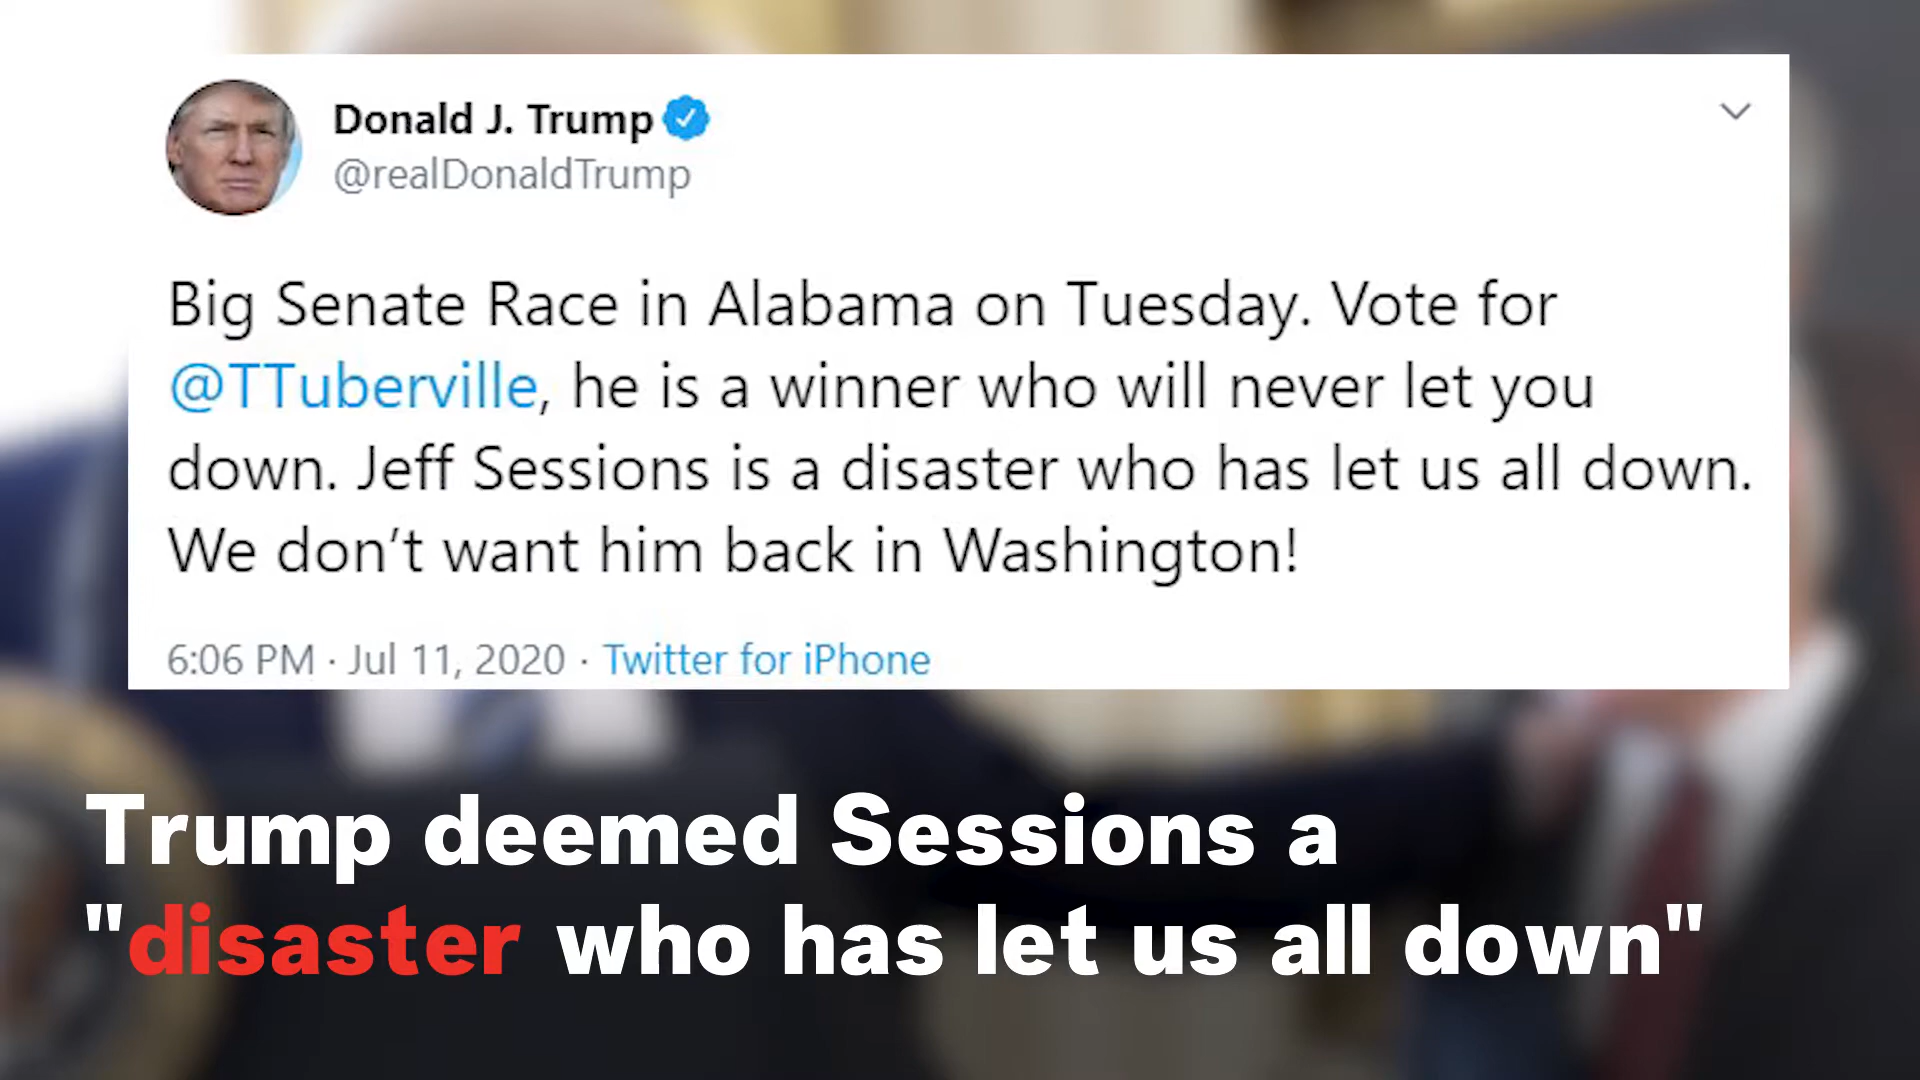 Donald J. Trump
@realDonaldTrump
Big Senate Race in Alabama on Tuesday. Vote for
@TTuberville, he is a winner who will never let you
down. Jeff Sessions is a disaster who has let us all down.
We don’t want him back in Washington!
6:06 PM · Jul 11, 2020 · Twitter for iPhone
Trump deemed Sessions a
"disaster who has let us all down"